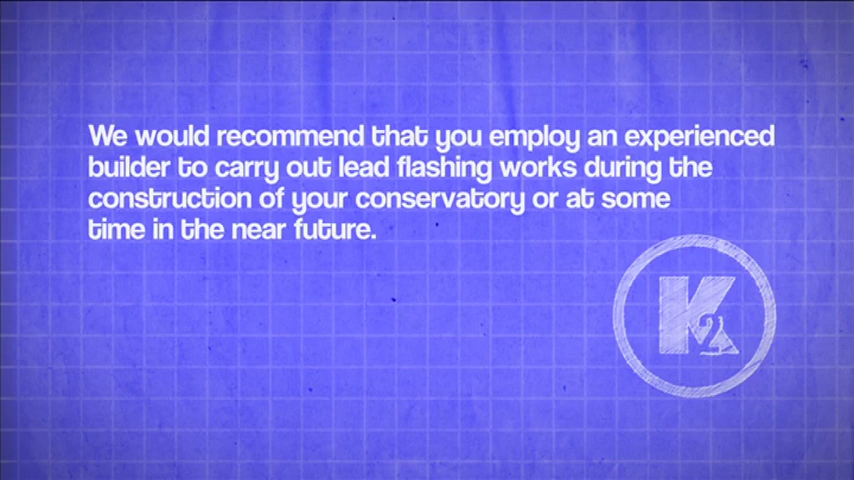 We would recommend that you employ an experienced
builder to carry out lead flashing works during the
construction of your conservatory or at some
time in the near future.
K2